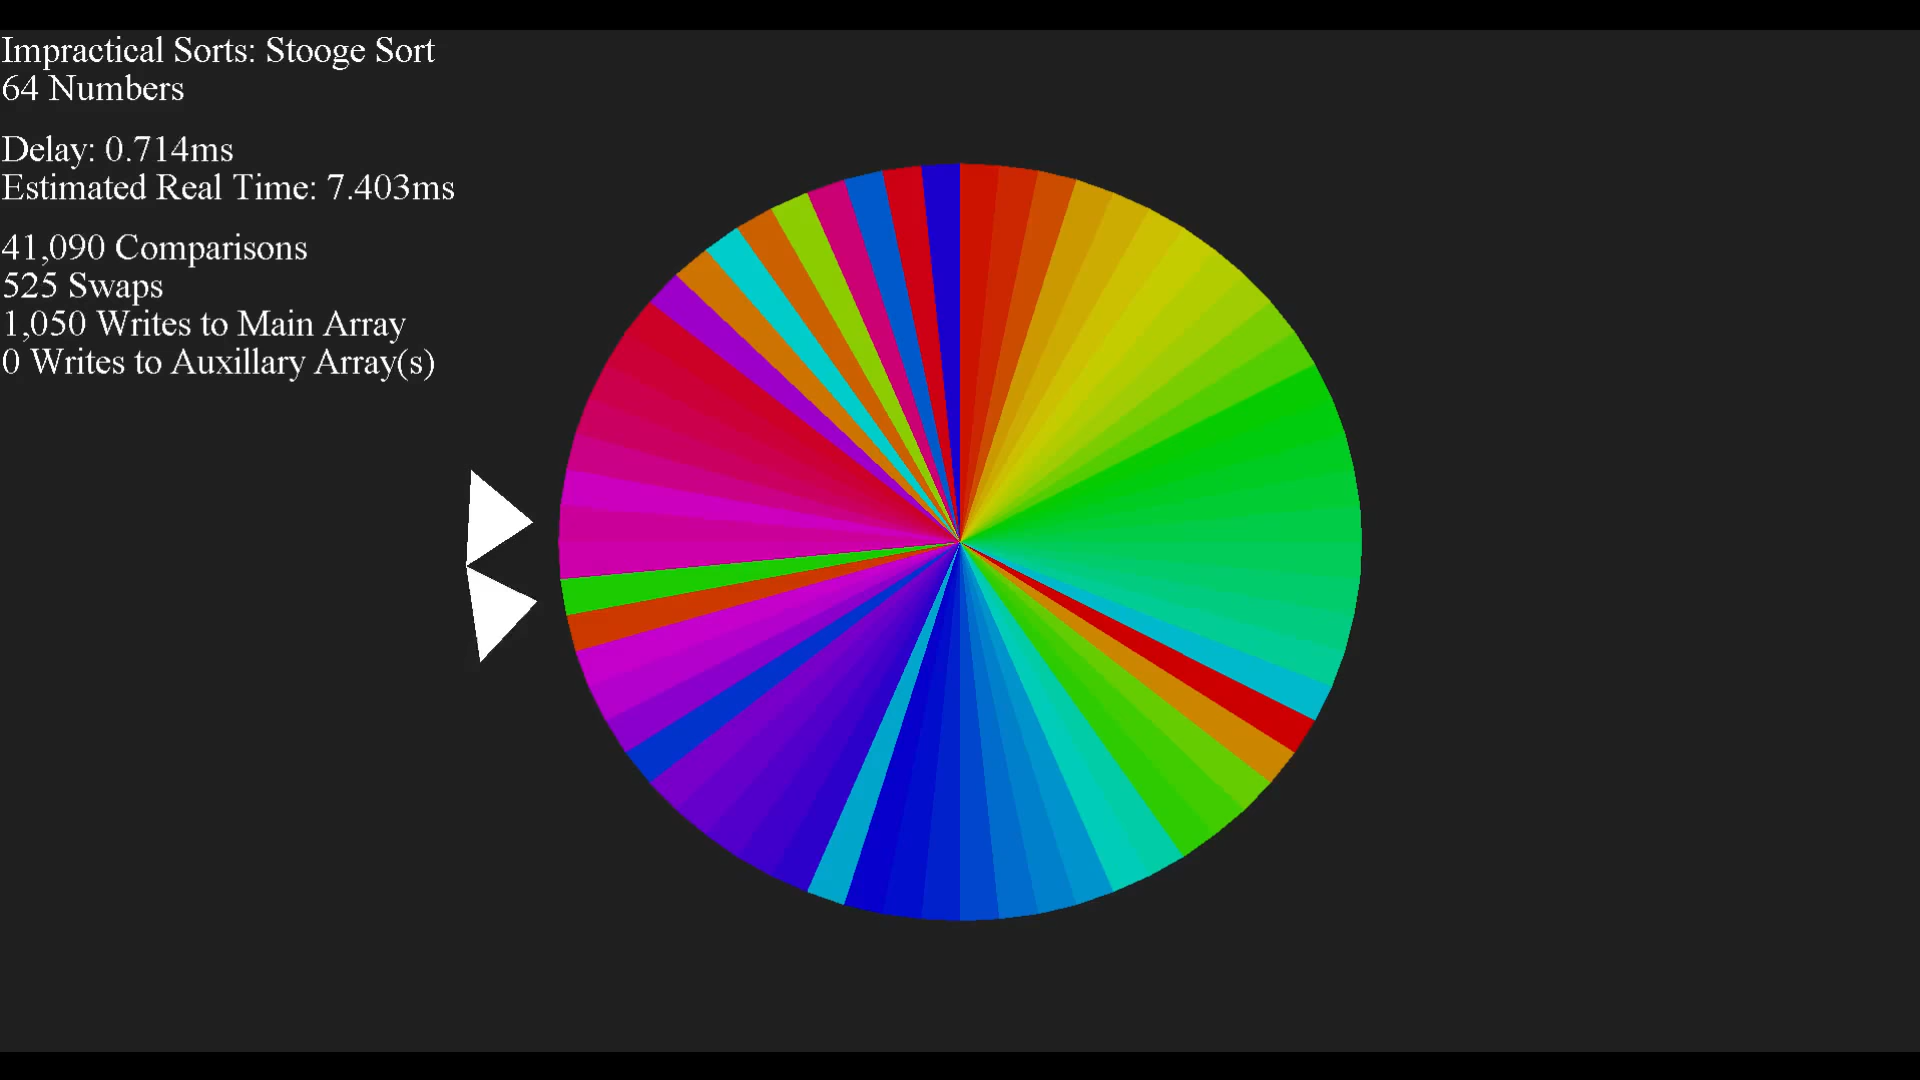 Impractical Sorts: Stooge Sort
64 Numbers
Delay: 0.714ms
Estimated Real Time: 7.403ms
41,090 Comparisons
525 Swaps
1,050 Writes to Main Array
0 Writes to Auxillary Array(s)